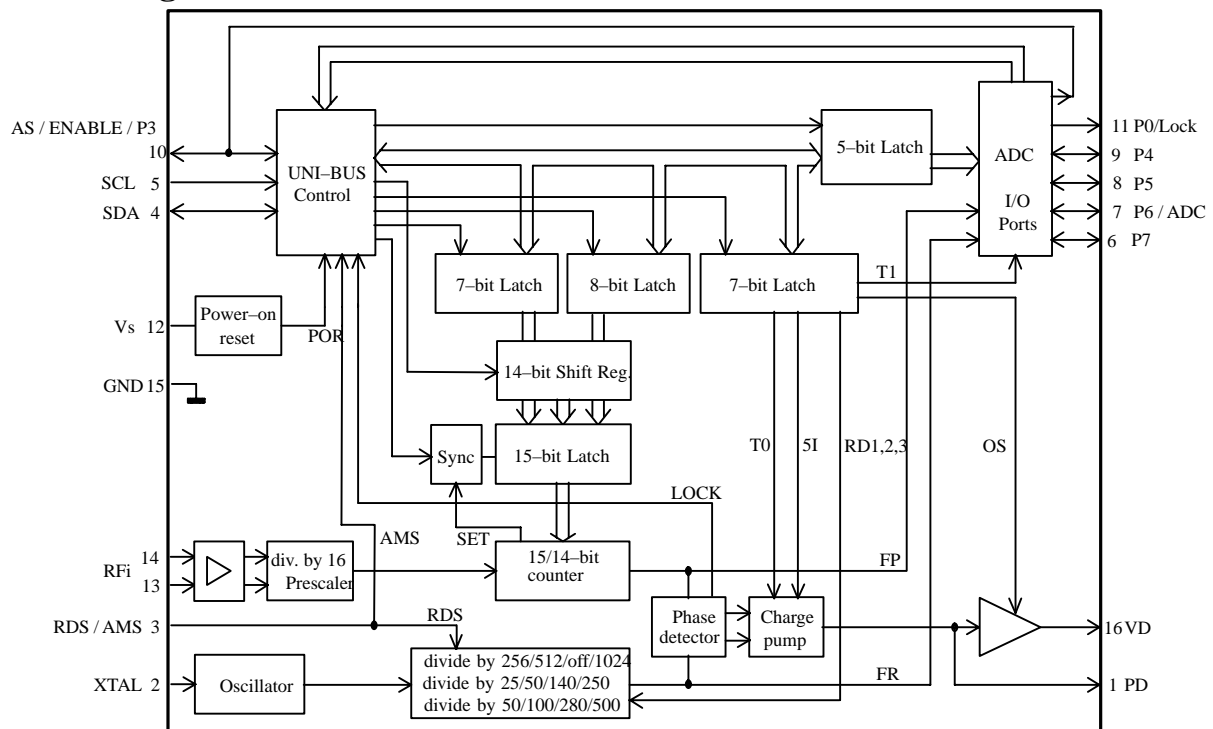 AS / ENABLE / P3
10
SCL 5
SDA 4
UNI–BUS
Control
5–bit Latch
ADC
I/O
Ports
11 P0/Lock
9 P4
8 P5
7 P6 / ADC
6 P7
7–bit Latch
8–bit Latch
7–bit Latch
T1
Vs 12
Power–on
reset
POR
GND 15
14–bit Shift Reg.
Sync
15–bit Latch
T0
5I
RD1,2,3
OS
LOCK
AMS
SET
RFi
14
13
div. by 16
Prescaler
15/14–bit
counter
FP
Phase
detector
Charge
pump
RDS / AMS 3
RDS
16 VD
XTAL 2
Oscillator
divide by 256/512/off/1024
divide by 25/50/140/250
divide by 50/100/280/500
FR
1 PD